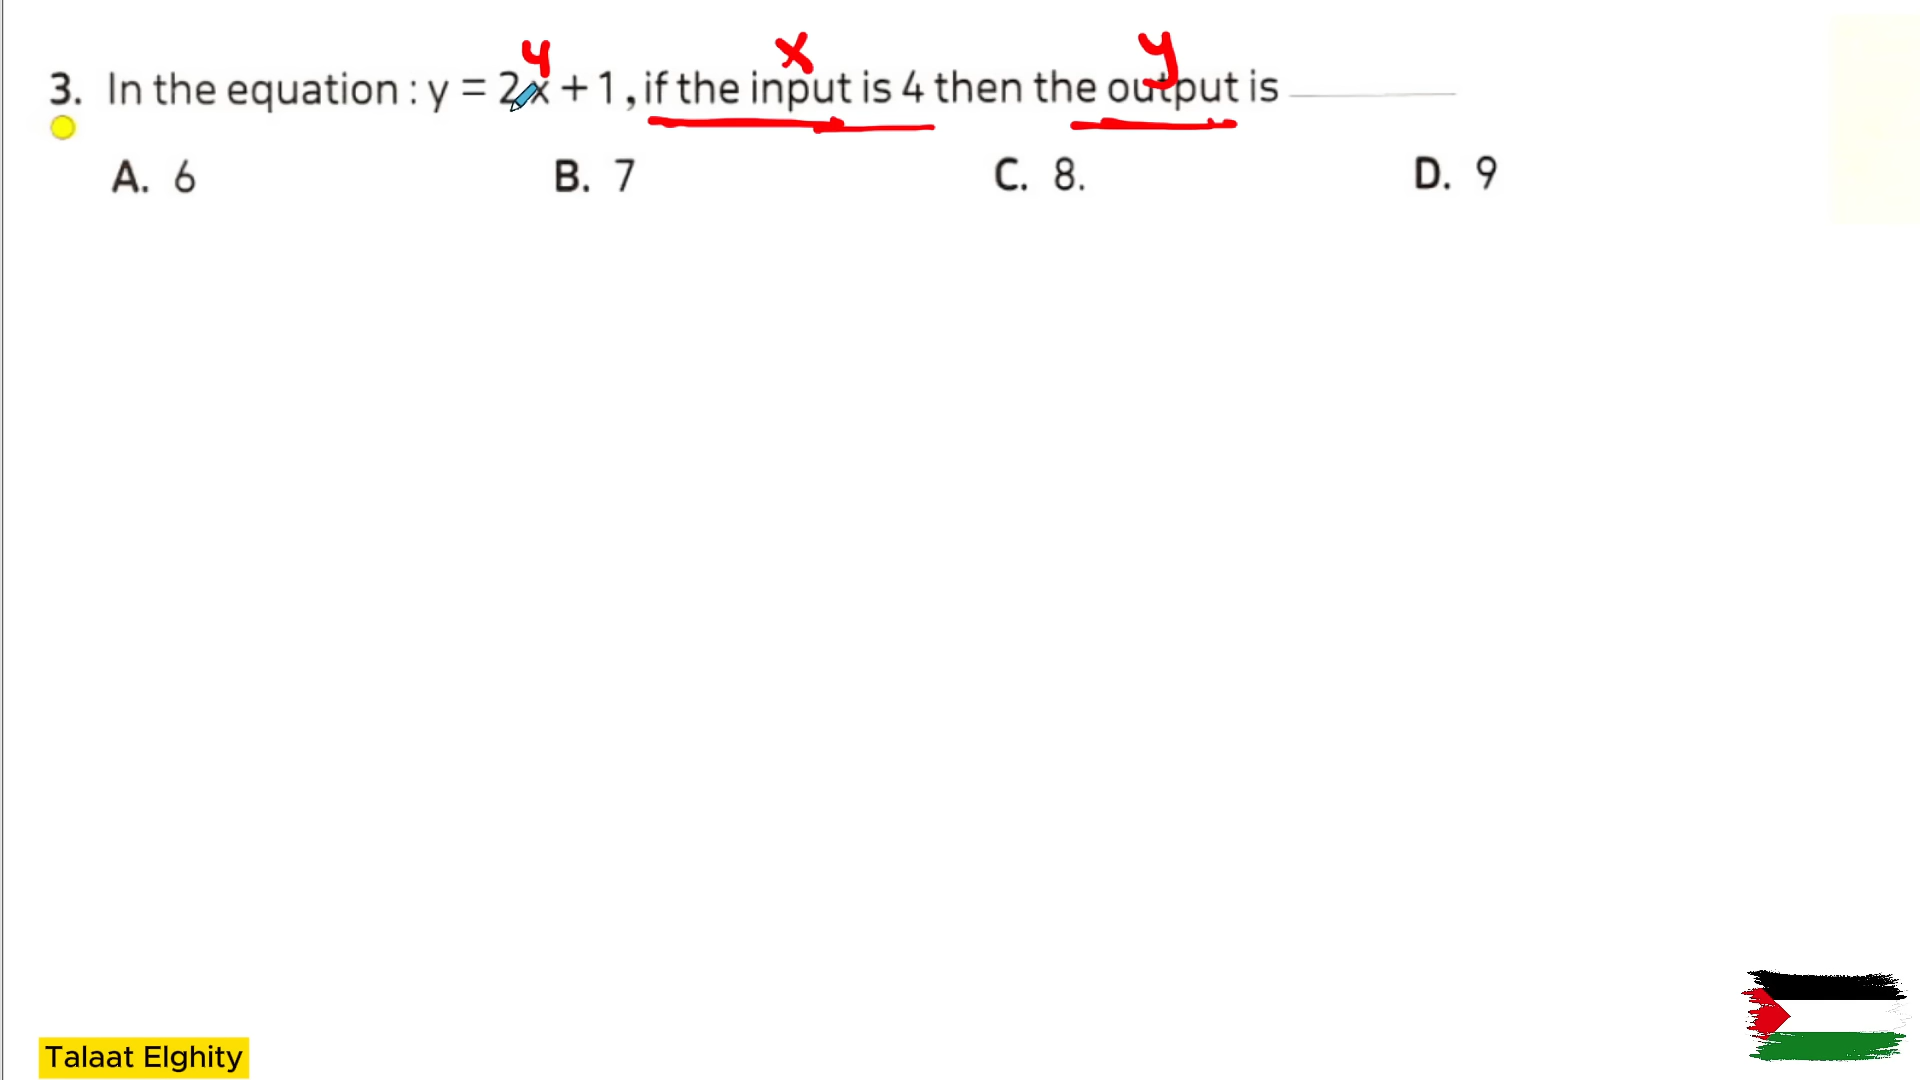 4 x y
3. In the equation : y = 2x + 1 , if the input is 4 then the output is
A. 6 B. 7 C. 8. D. 9
Talaat Elghity